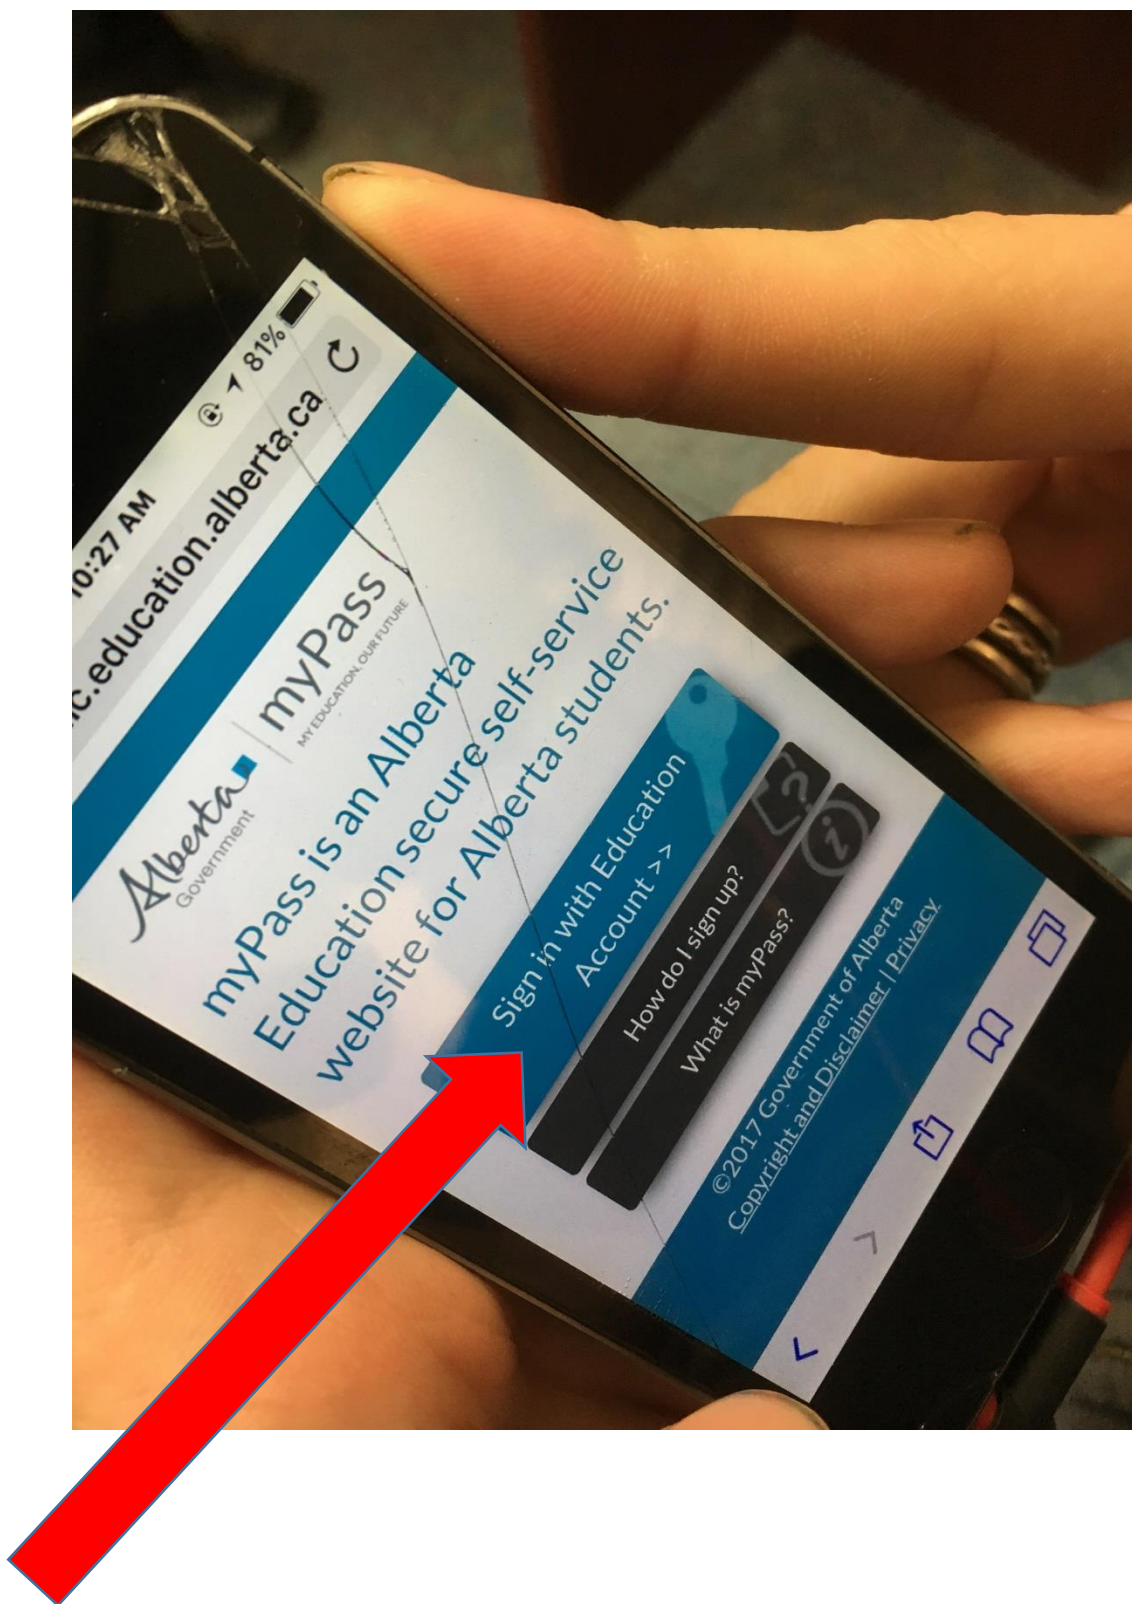 10:27 AM
81%
c.education.alberta.ca
Alberta
Government
myPass
MY EDUCATION. OUR FUTURE
myPass is an Alberta
Education secure self-service
website for Alberta students.
Sign in with Education
Account >>
How do I sign up?
What is myPass?
©2017 Government of Alberta
Copyright and Disclaimer | Privacy